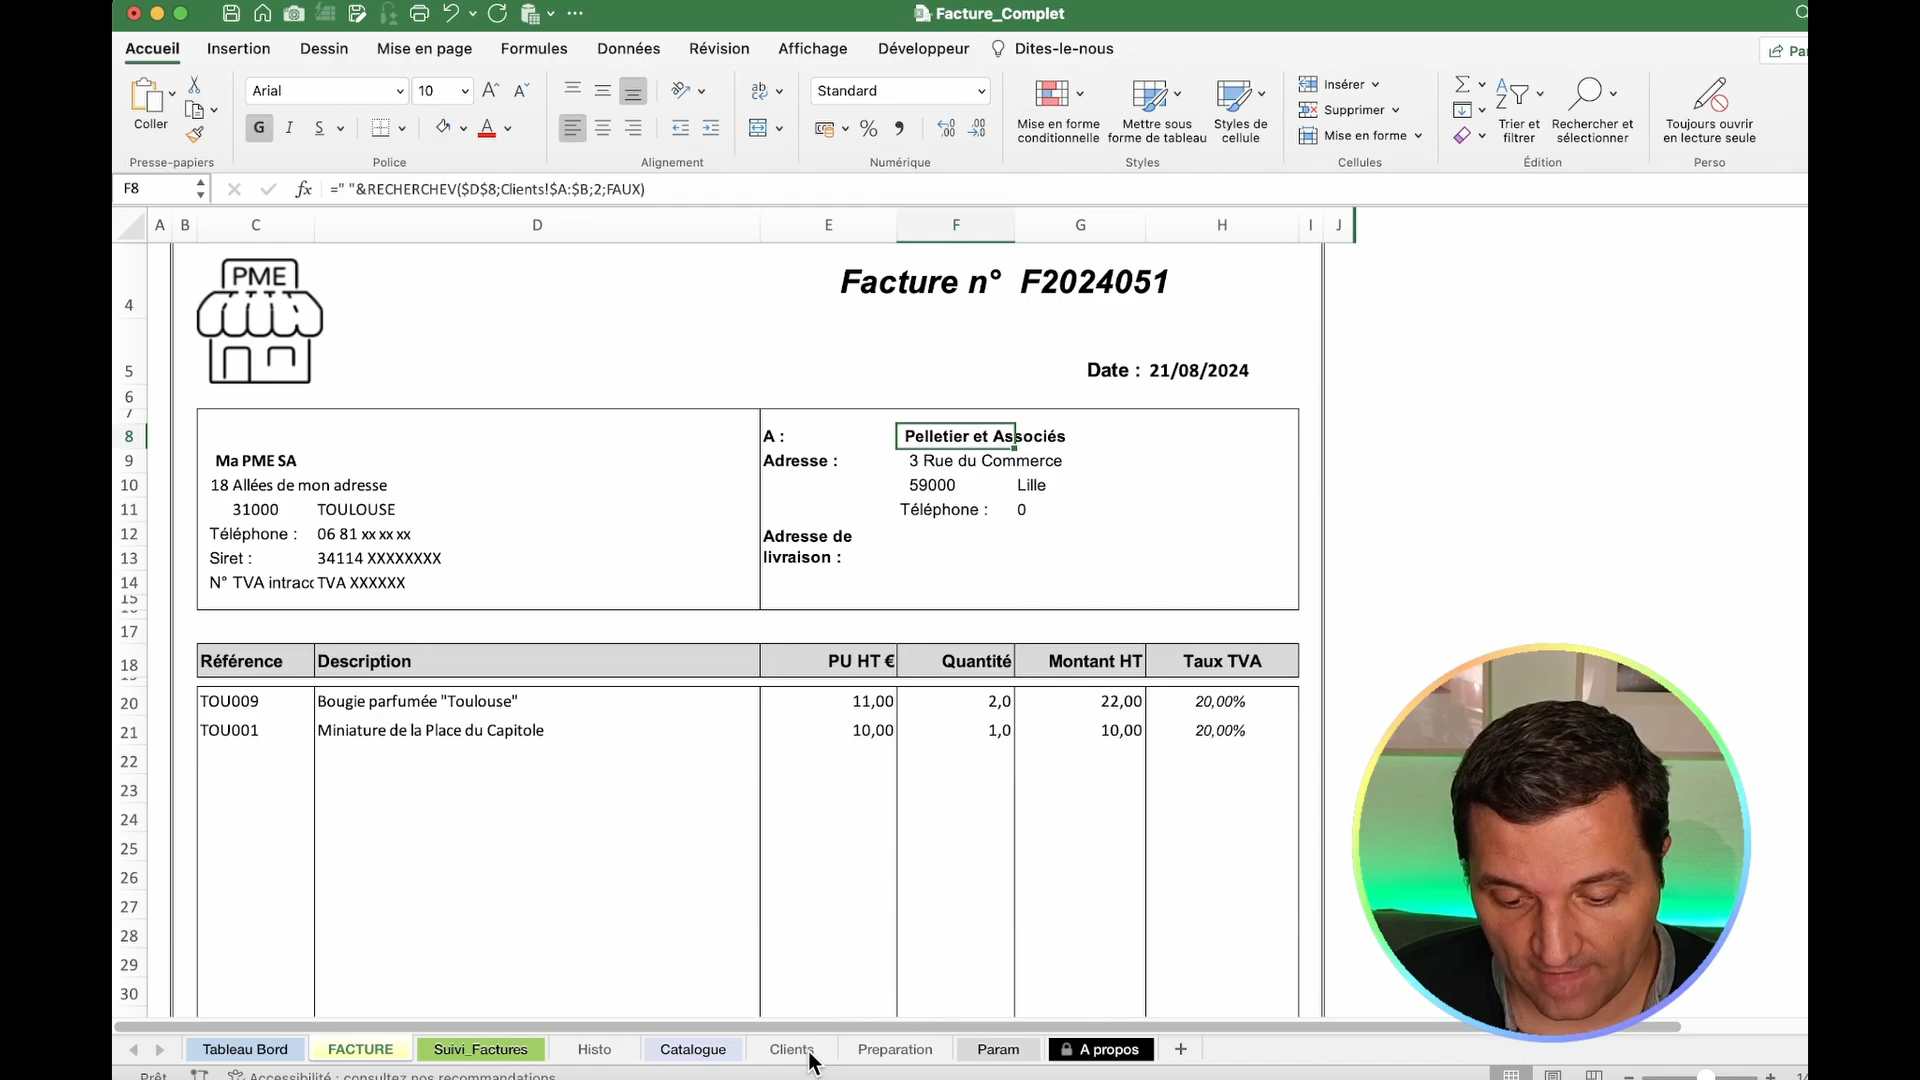 Facture_Complet
Accueil Insertion Dessin Mise en page Formules Données Révision Affichage Développeur Dites-le-nous
Coller
Arial 10
G I S
ab
Standard
%
Mise en forme conditionnelle
Mettre sous forme de tableau
Styles de cellule
Insérer
Supprimer
Mise en forme
Trier et filtrer
Rechercher et sélectionner
Toujours ouvrir en lecture seule
Presse-papiers Police Alignement Numérique Styles Cellules Édition Perso
F8 fx =" "&RECHERCHEV($D$8;Clients!$A:$B;2;FAUX)
A B C D E F G H I J
PME
4 Facture n° F2024051
5 Date : 21/08/2024
6
7
8 A : Pelletier et Associés
9 Ma PME SA Adresse : 3 Rue du Commerce
10 18 Allées de mon adresse 59000 Lille
11 31000 TOULOUSE Téléphone : 0
12 Téléphone : 06 81 xx xx xx Adresse de
13 Siret : 34114 XXXXXXXX livraison :
14 N° TVA intracc TVA XXXXXX
15
17
18 Référence Description PU HT € Quantité Montant HT Taux TVA
20 TOU009 Bougie parfumée "Toulouse" 11,00 2,0 22,00 20,00%
21 TOU001 Miniature de la Place du Capitole 10,00 1,0 10,00 20,00%
22
23
24
25
26
27
28
29
30
Tableau Bord FACTURE Suivi_Factures Histo Catalogue Clients Preparation Param A propos +
Prêt Accessibilité : consultez nos recommandations